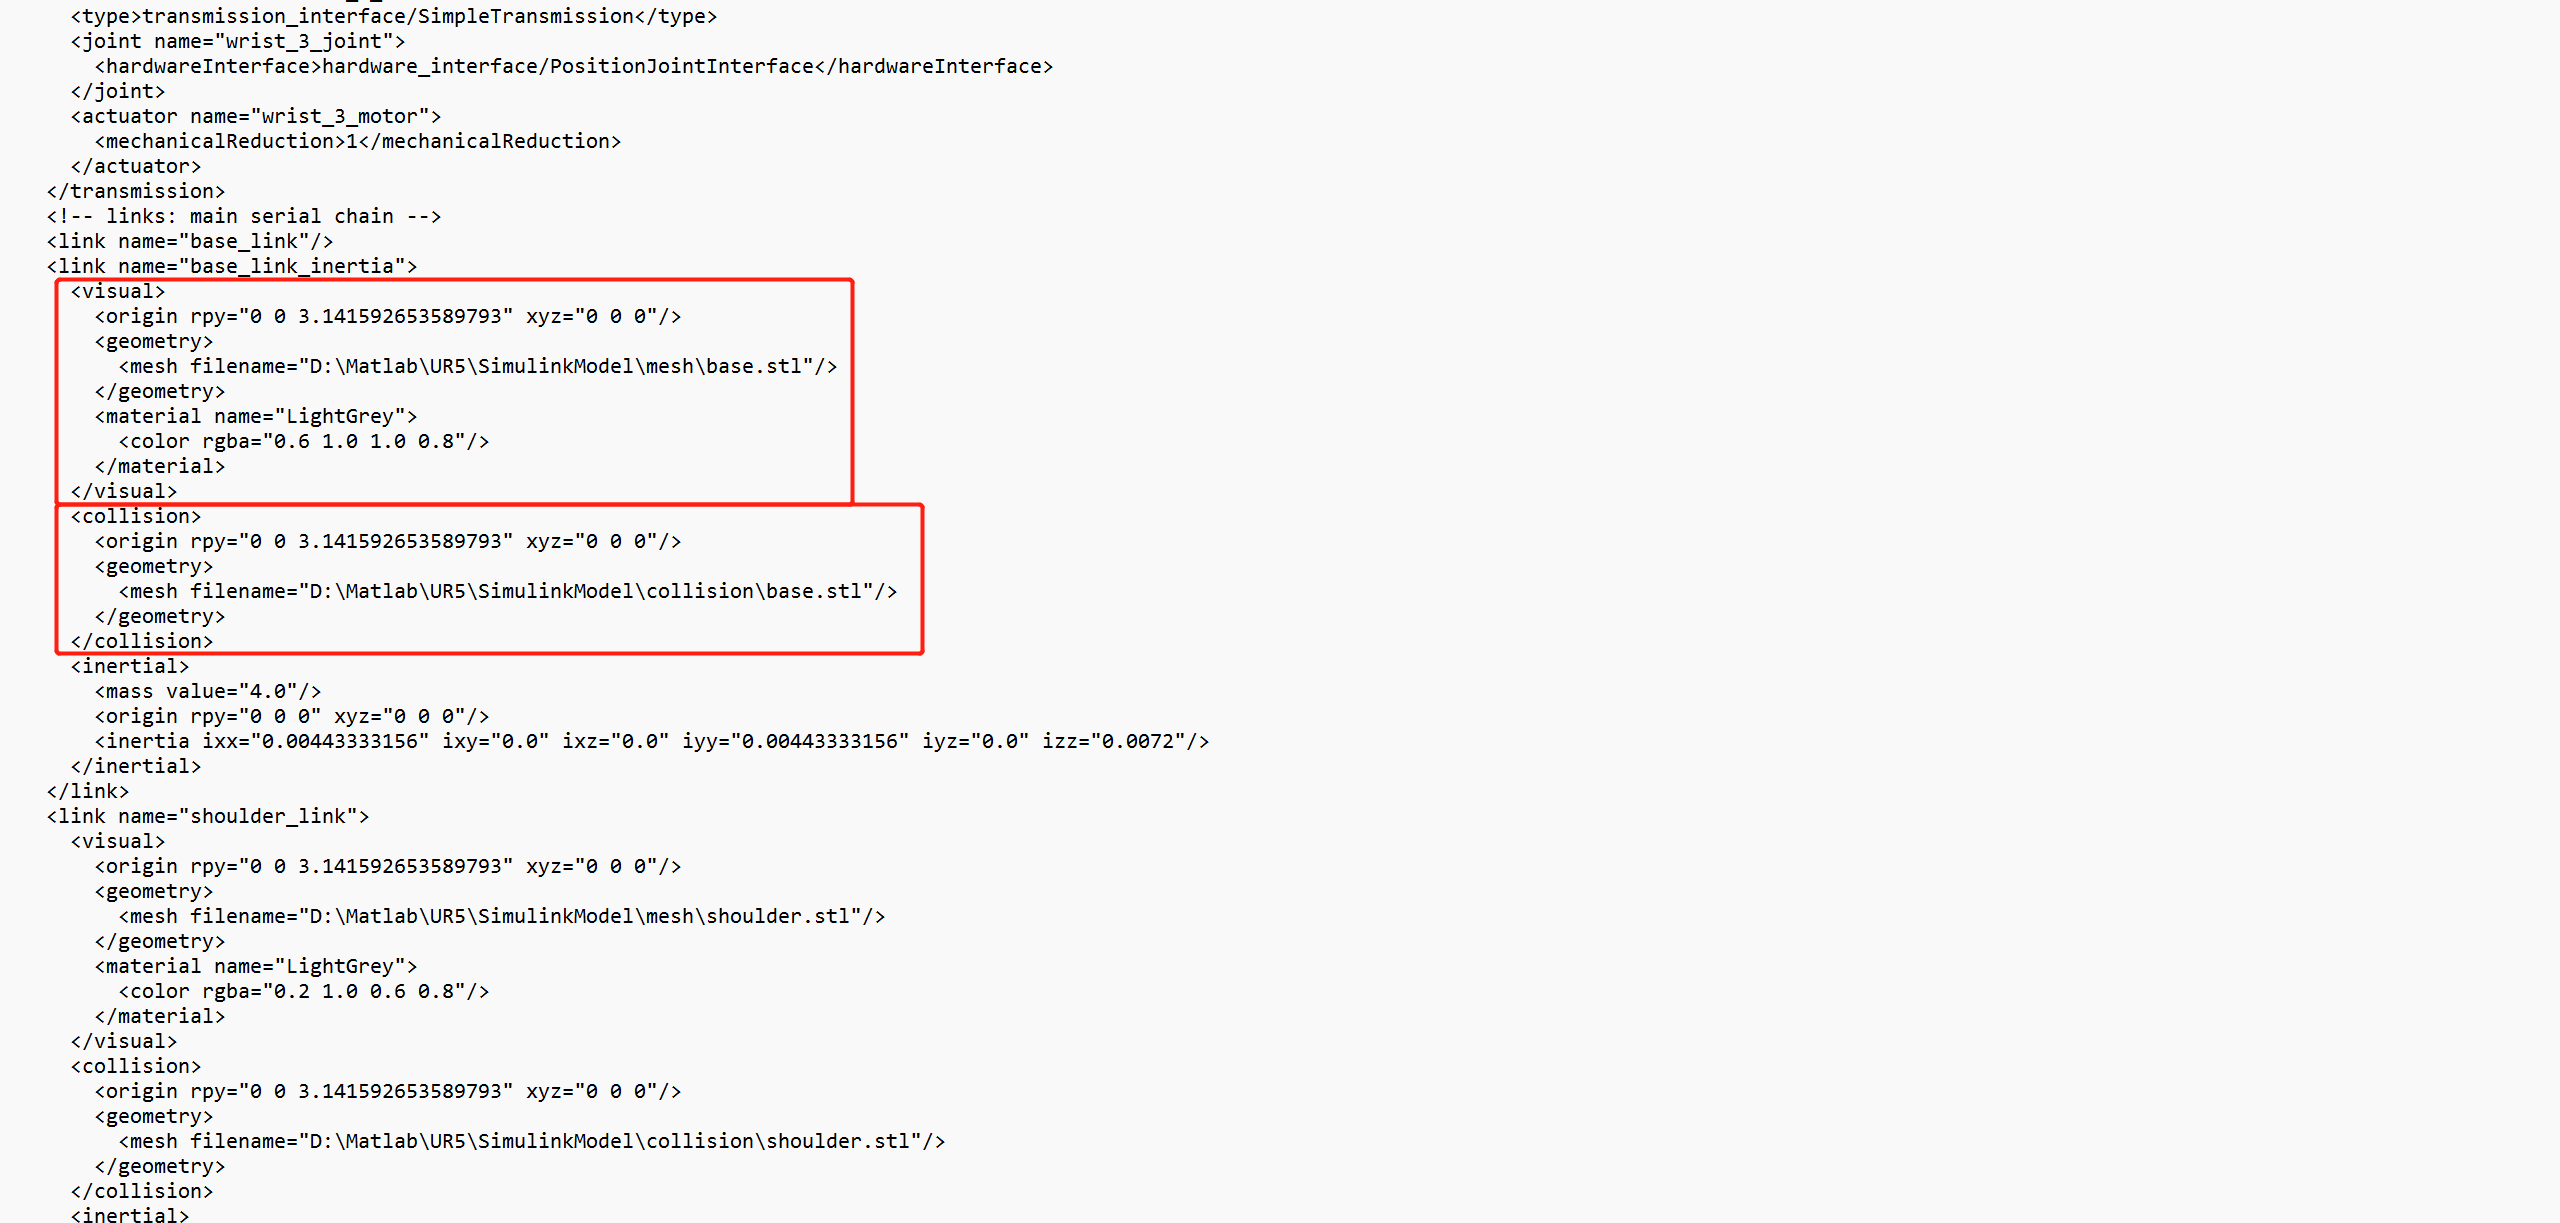 <type>transmission_interface/SimpleTransmission</type>
<joint name="wrist_3_joint">
<hardwareInterface>hardware_interface/PositionJointInterface</hardwareInterface>
</joint>
<actuator name="wrist_3_motor">
<mechanicalReduction>1</mechanicalReduction>
</actuator>
</transmission>
<!-- links: main serial chain -->
<link name="base_link"/>
<link name="base_link_inertia">
<visual>
<origin rpy="0 0 3.141592653589793" xyz="0 0 0"/>
<geometry>
<mesh filename="D:\Matlab\UR5\SimulinkModel\mesh\base.stl"/>
</geometry>
<material name="LightGrey">
<color rgba="0.6 1.0 1.0 0.8"/>
</material>
</visual>
<collision>
<origin rpy="0 0 3.141592653589793" xyz="0 0 0"/>
<geometry>
<mesh filename="D:\Matlab\UR5\SimulinkModel\collision\base.stl"/>
</geometry>
</collision>
<inertial>
<mass value="4.0"/>
<origin rpy="0 0 0" xyz="0 0 0"/>
<inertia ixx="0.00443333156" ixy="0.0" ixz="0.0" iyy="0.00443333156" iyz="0.0" izz="0.0072"/>
</inertial>
</link>
<link name="shoulder_link">
<visual>
<origin rpy="0 0 3.141592653589793" xyz="0 0 0"/>
<geometry>
<mesh filename="D:\Matlab\UR5\SimulinkModel\mesh\shoulder.stl"/>
</geometry>
<material name="LightGrey">
<color rgba="0.2 1.0 0.6 0.8"/>
</material>
</visual>
<collision>
<origin rpy="0 0 3.141592653589793" xyz="0 0 0"/>
<geometry>
<mesh filename="D:\Matlab\UR5\SimulinkModel\collision\shoulder.stl"/>
</geometry>
</collision>
<inertial>